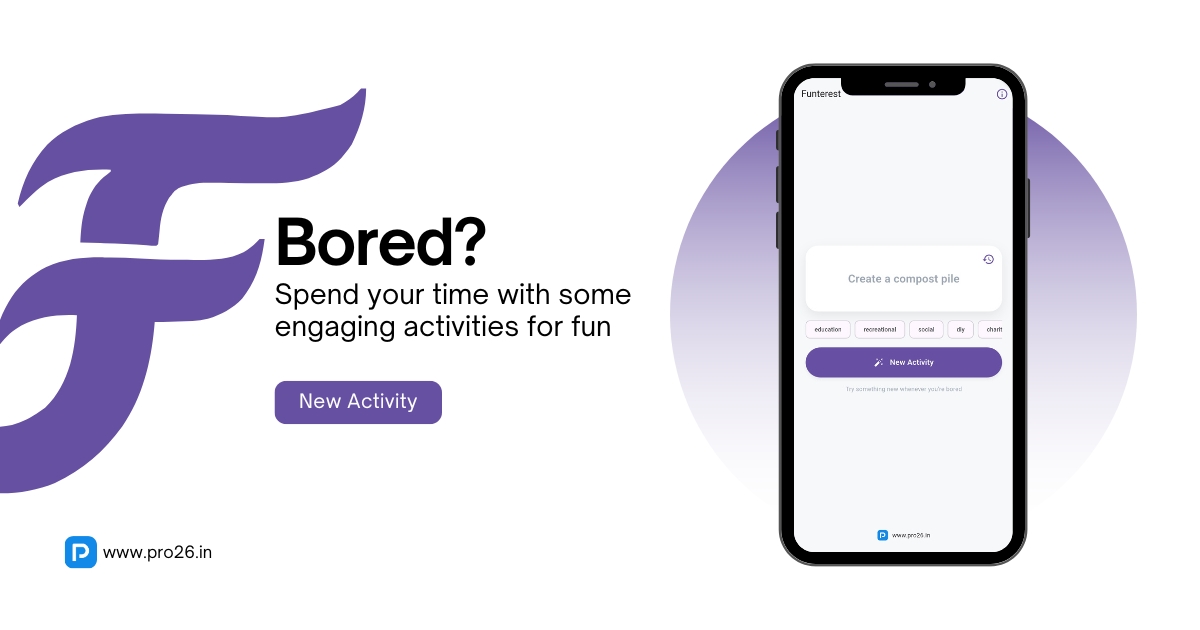 Bored?
Spend your time with some
engaging activities for fun
New Activity
www.pro26.in
Funterest
Create a compost pile
education recreational social diy charit
New Activity
Try something new whenever you're bored
www.pro26.in